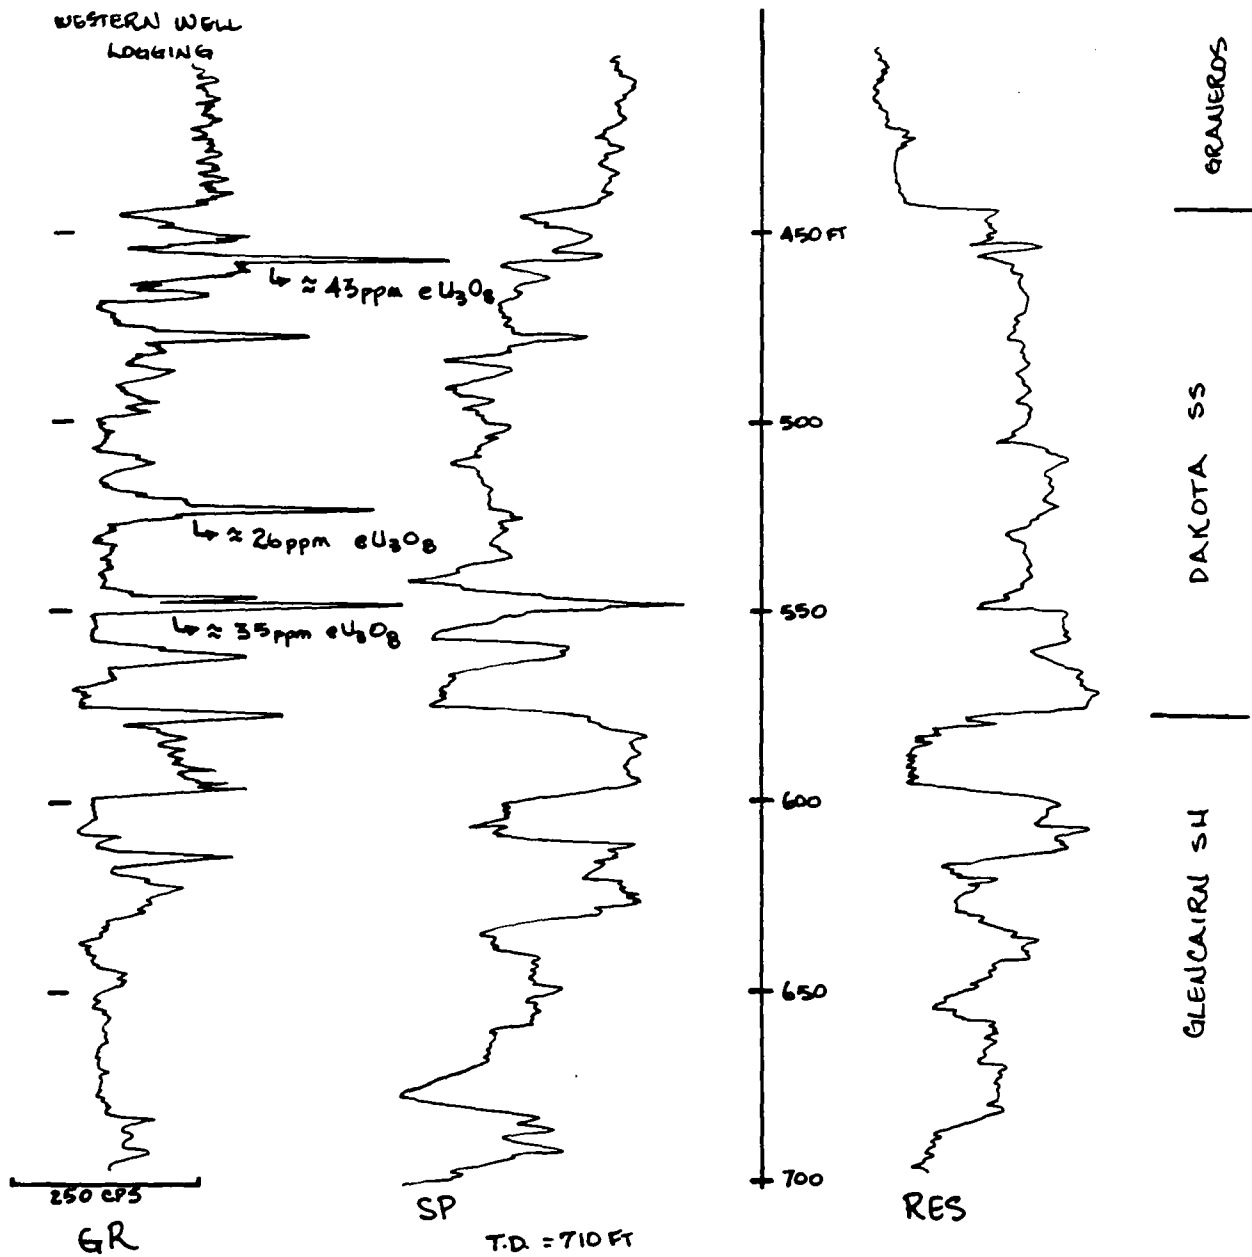 WESTERN WELL
LOGGING
GRANEROS
450 FT
≈ 43ppm eU₃O₈
DAKOTA SS
500
≈ 26ppm eU₃O₈
550
≈ 35ppm eU₃O₈
600
GLENCAIRN SH
650
700
250 CPS
GR
SP
RES
T.D. = 710 FT